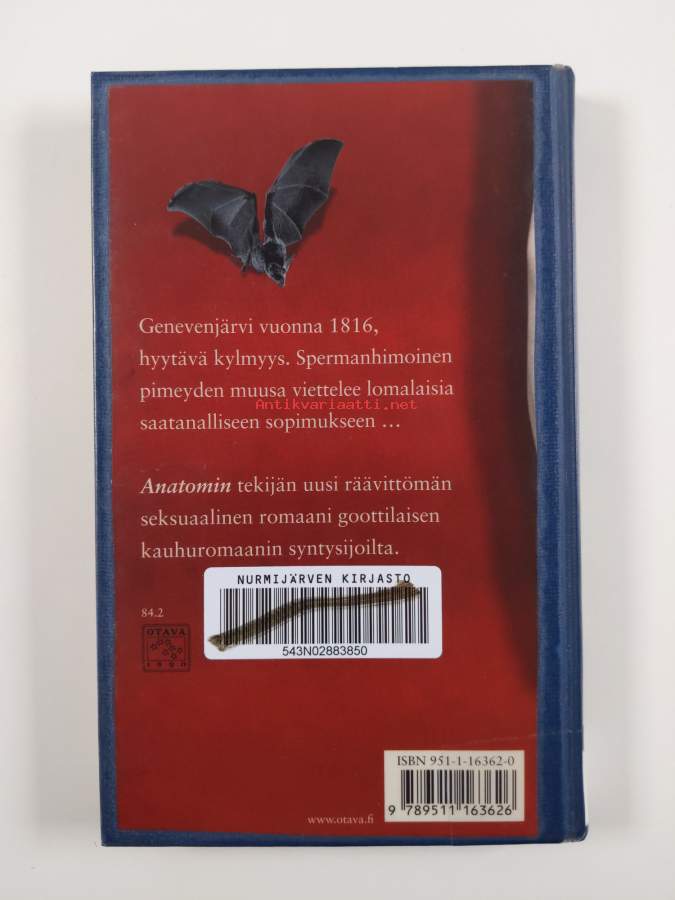 Genevenjärvi vuonna 1816,
hyytävä kylmyys. Spermanhimoinen
pimeyden muusa viettelee lomalaisia
Antikvariaatti.net
saatanalliseen sopimukseen ...
Anatomin tekijän uusi räävittömän
seksuaalinen romaani goottilaisen
kauhuromaanin syntysijoilta.
NURMIJÄRVEN KIRJASTO
543N02883850
84.2
OTAVA
1890
ISBN 951-1-16362-0
9 789511 163626
www.otava.fi